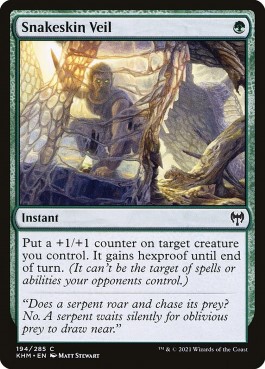 Snakeskin Veil
Instant
Put a +1/+1 counter on target creature
you control. It gains hexproof until end
of turn. (It can't be the target of spells or
abilities your opponents control.)
"Does a serpent roar and chase its prey?
No. A serpent waits silently for oblivious
prey to draw near."
194/285 C
KHM • EN MATT STEWART
™ & © 2021 Wizards of the Coast